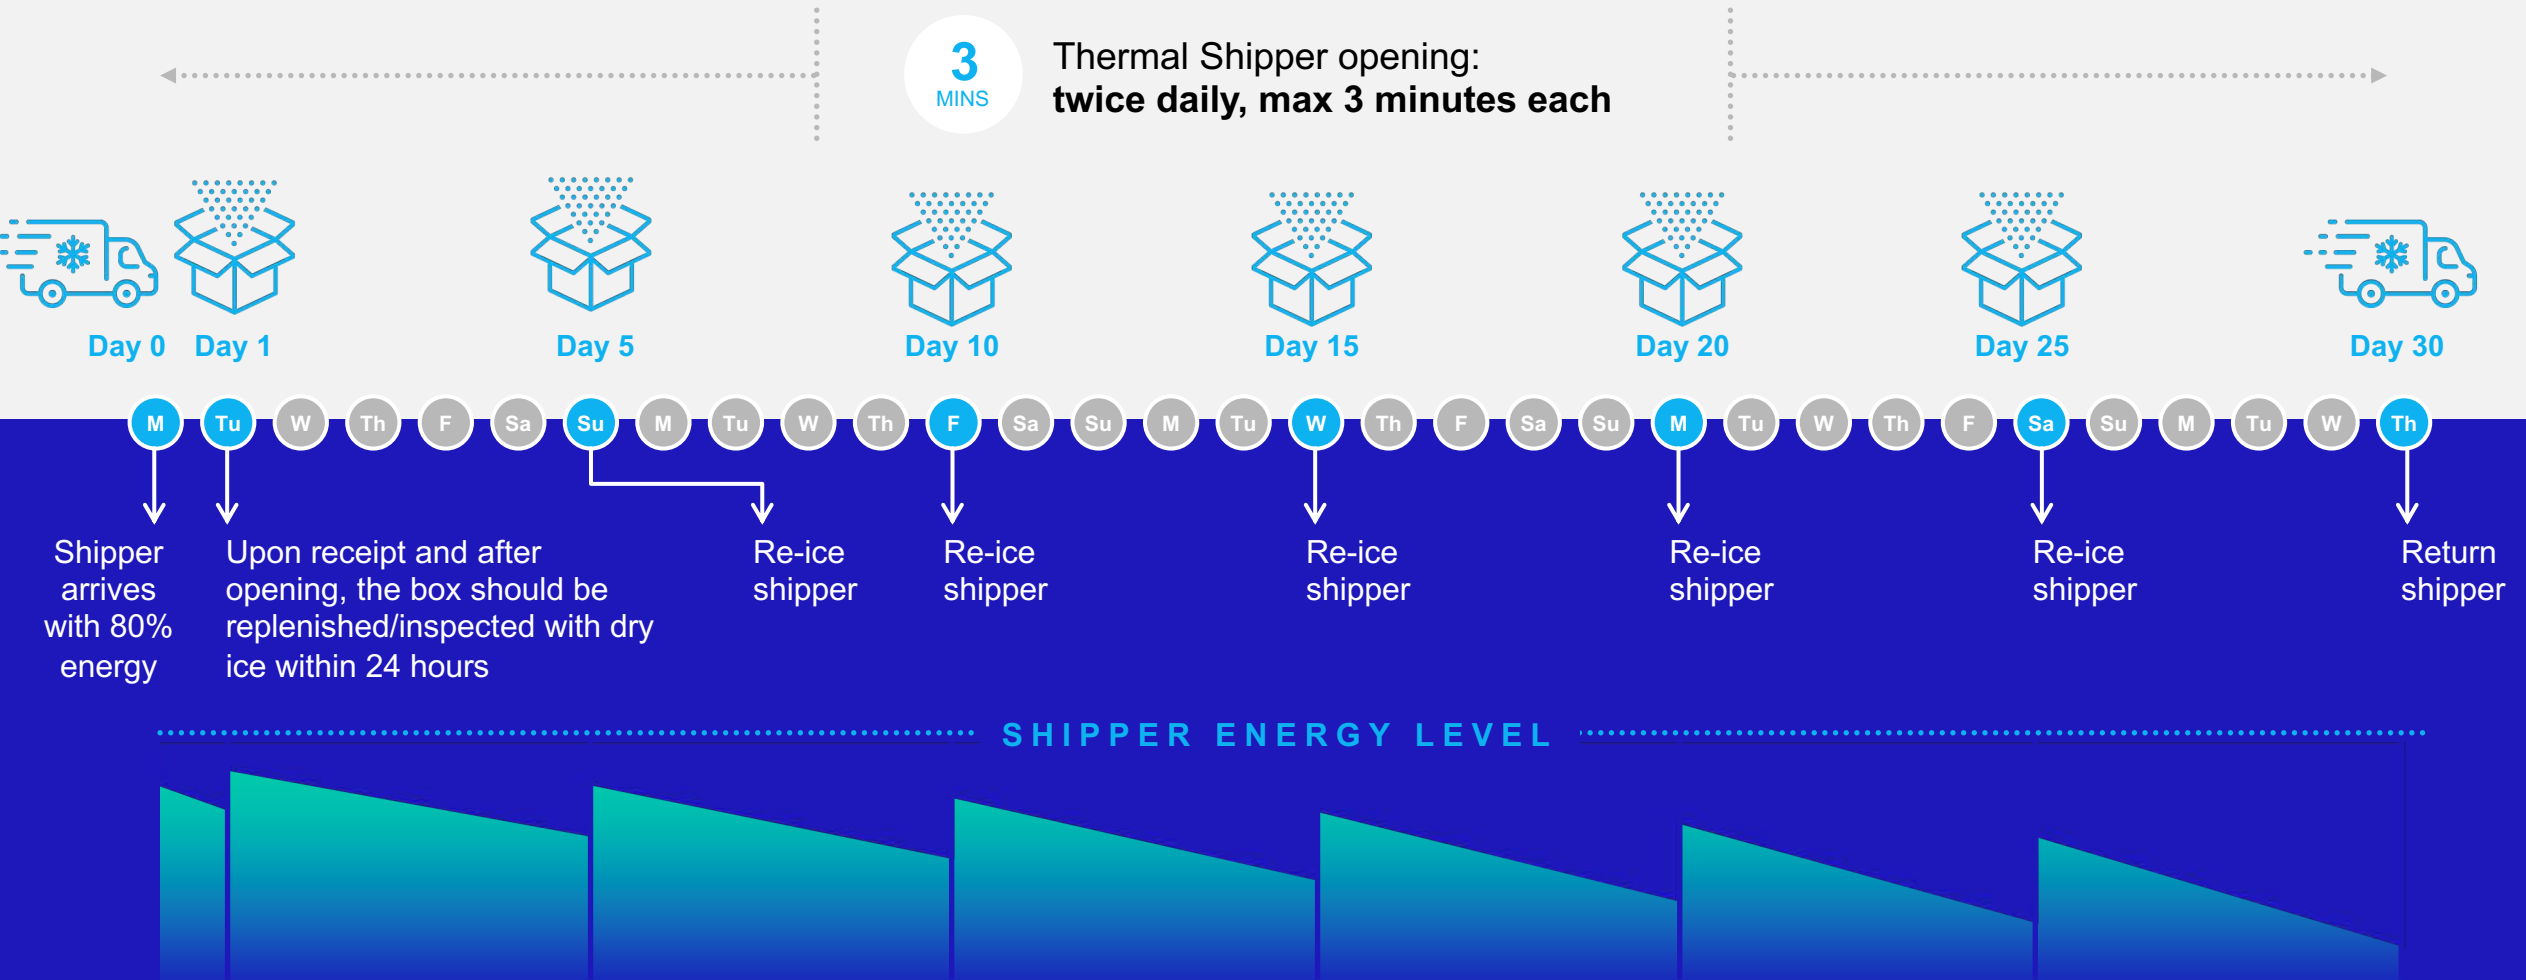 3
MINS
Thermal Shipper opening:
twice daily, max 3 minutes each
Day 0
Day 1
Day 5
Day 10
Day 15
Day 20
Day 25
Day 30
M Tu W Th F Sa Su M Tu W Th F Sa Su M Tu W Th F Sa Su M Tu W Th F Sa Su M Tu W Th
Shipper
arrives
with 80%
energy
Upon receipt and after
opening, the box should be
replenished/inspected with dry
ice within 24 hours
Re-ice
shipper
Re-ice
shipper
Re-ice
shipper
Re-ice
shipper
Re-ice
shipper
Return
shipper
SHIPPER ENERGY LEVEL